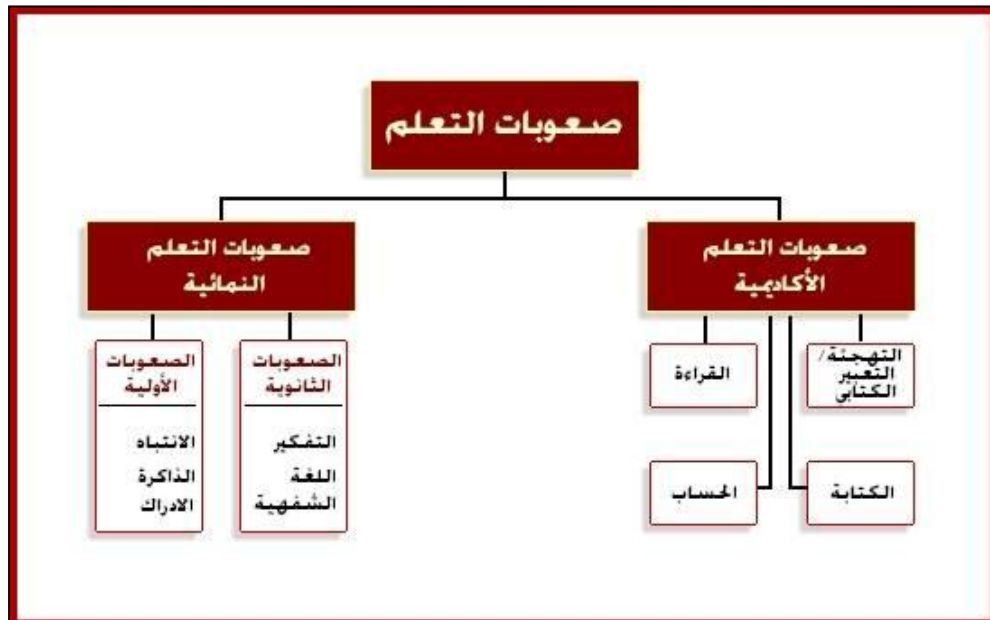 صعوبات التعلم
صعوبات التعلم
الأكاديمية
التهجئة/
التعبير
الكتابي
القراءة
الكتابة
الحساب
صعوبات التعلم
النمائية
الصعوبات
الثانوية
التفكير
اللغة
الشفهية
الصعوبات
الأولية
الانتباه
الذاكرة
الادراك